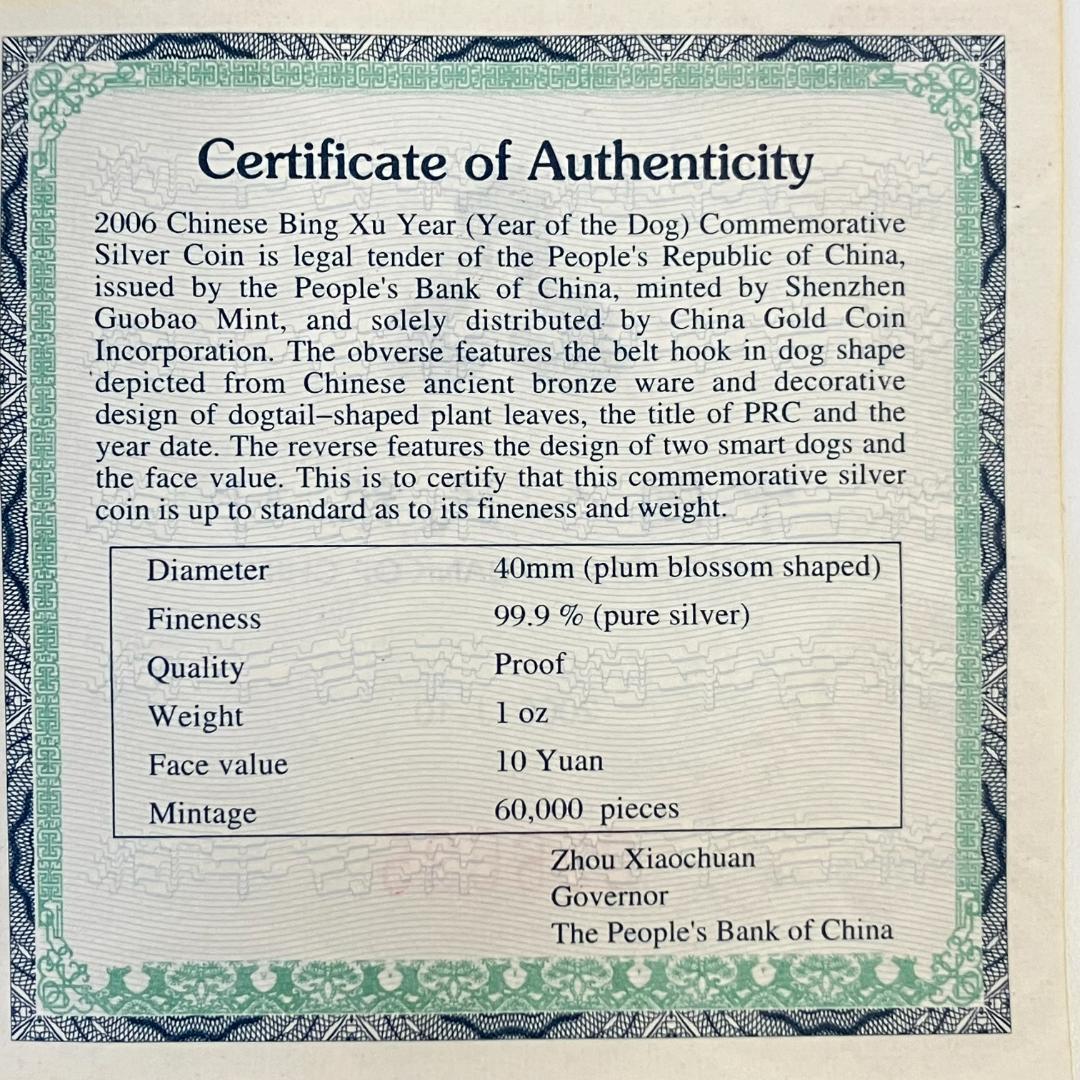 Certificate of Authenticity
2006 Chinese Bing Xu Year (Year of the Dog) Commemorative
Silver Coin is legal tender of the People's Republic of China,
issued by the People's Bank of China, minted by Shenzhen
Guobao Mint, and solely distributed by China Gold Coin
Incorporation. The obverse features the belt hook in dog shape
depicted from Chinese ancient bronze ware and decorative
design of dogtail–shaped plant leaves, the title of PRC and the
year date. The reverse features the design of two smart dogs and
the face value. This is to certify that this commemorative silver
coin is up to standard as to its fineness and weight.
Diameter 40mm (plum blossom shaped)
Fineness 99.9 % (pure silver)
Quality Proof
Weight 1 oz
Face value 10 Yuan
Mintage 60,000 pieces
Zhou Xiaochuan
Governor
The People's Bank of China